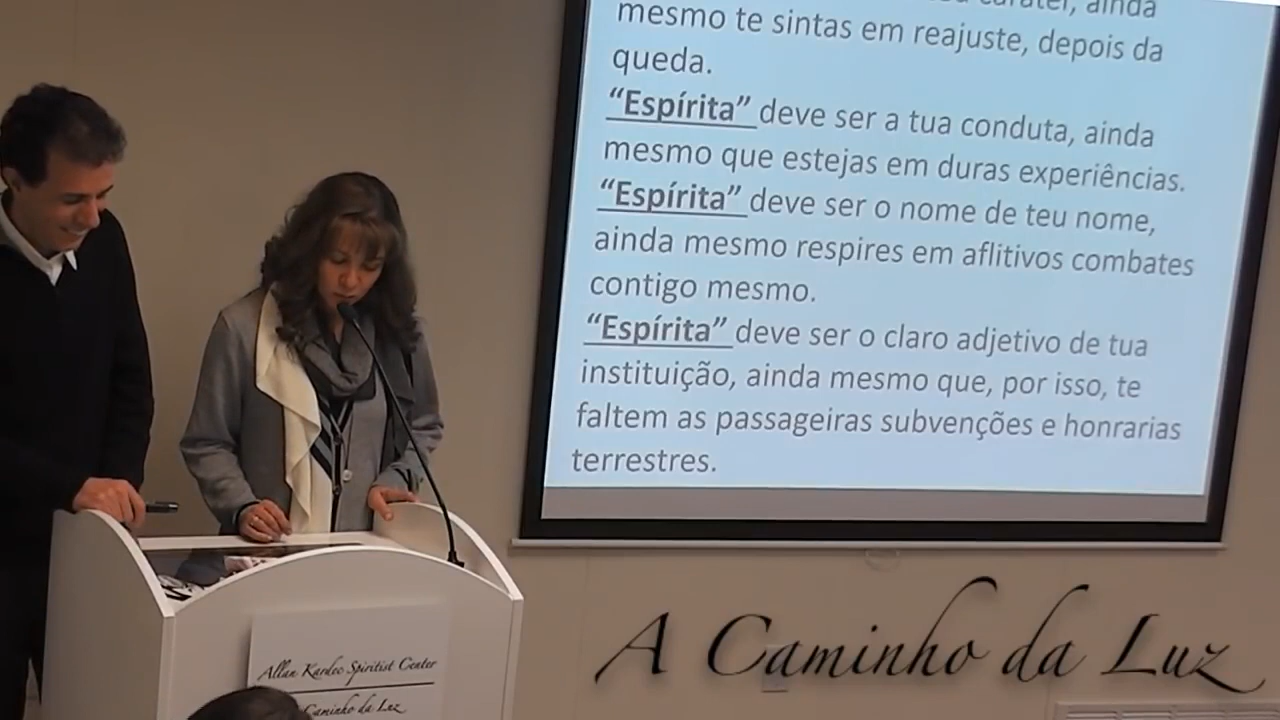 caráter, ainda
mesmo te sintas em reajuste, depois da
queda.
“Espírita” deve ser a tua conduta, ainda
mesmo que estejas em duras experiências.
“Espírita” deve ser o nome de teu nome,
ainda mesmo respires em aflitivos combates
contigo mesmo.
“Espírita” deve ser o claro adjetivo de tua
instituição, ainda mesmo que, por isso, te
faltem as passageiras subvenções e honrarias
terrestres.
A Caminho da Luz
Allan Kardec Spiritist Center
Caminho da Luz